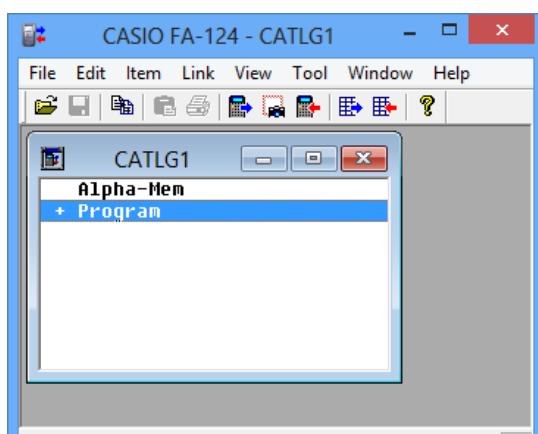 CASIO FA-124 - CATLG1
File Edit Item Link View Tool Window Help
CATLG1
Alpha-Mem
+ Program